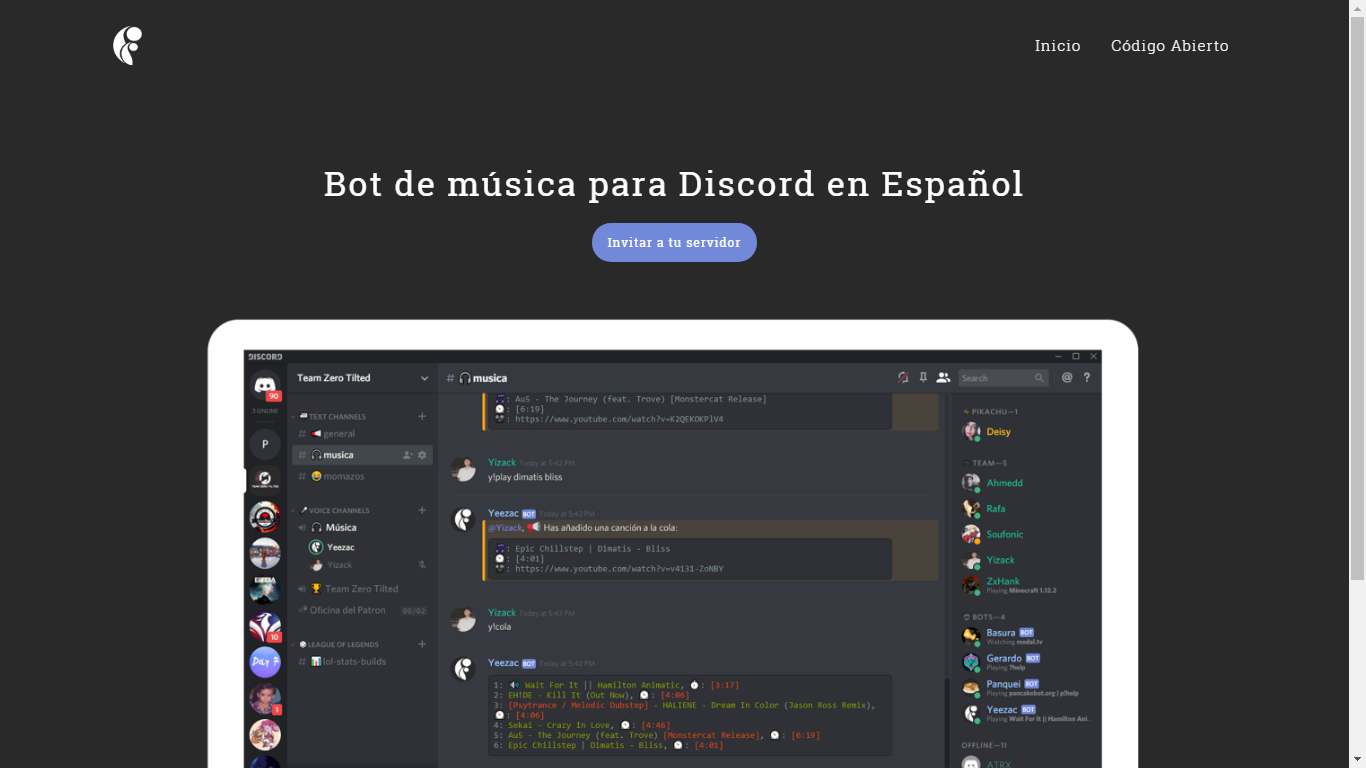 Inicio
Código Abierto
Bot de música para Discord en Español
Invitar a tu servidor
DISCORD
90
3 ONLINE
P
10
Day 7
1
Team Zero Tilted
TEXT CHANNELS
# general
# musica
# momazos
VOICE CHANNELS
Música
Yeezac
Yizack
Team Zero Tilted
Oficina del Patron 00/02
LEAGUE OF LEGENDS
# lol-stats-builds
# musica
Search
@ ?
: AuS - The Journey (feat. Trove) [Monstercat Release]
: [6:19]
: https://www.youtube.com/watch?v=K2QEKOKPlV4
Yizack Today at 5:42 PM
y!play dimatis bliss
Yeezac BOT Today at 5:42 PM
@Yizack, Has añadido una canción a la cola:
: Epic Chillstep | Dimatis - Bliss
: [4:01]
: https://www.youtube.com/watch?v=v4131-ZoNBY
Yizack Today at 5:42 PM
y!cola
Yeezac BOT Today at 5:42 PM
1: Wait For It || Hamilton Animatic, : [3:17]
2: EH!DE - Kill It (Out Now), : [4:06]
3: [Psytrance / Melodic Dubstep] - HALIENE - Dream In Color (Jason Ross Remix),
: [4:06]
4: Sekai - Crazy In Love, : [4:46]
5: AuS - The Journey (feat. Trove) [Monstercat Release], : [6:19]
6: Epic Chillstep | Dimatis - Bliss, : [4:01]
PIKACHU—1
Deisy
TEAM—5
Ahmedd
Rafa
Soufonic
Yizack
ZxHank
Playing Minecraft 1.12.2
BOTS—4
Basura BOT
Watching medal.tv
Gerardo BOT
Playing ?help
Panquei BOT
Playing pancakebot.org | p!help
Yeezac BOT
Playing Wait For It || Hamilton Ani...
OFFLINE—11
ATRX